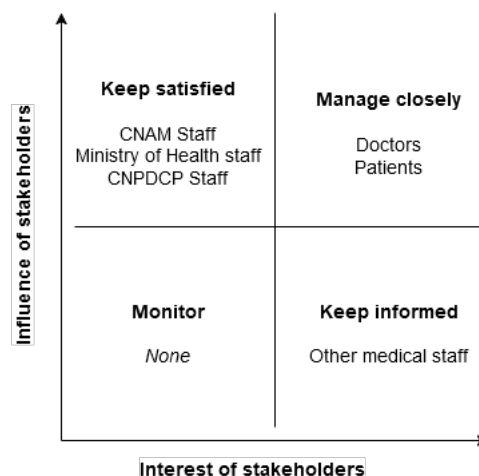 Influence of stakeholders
Keep satisfied
CNAM Staff
Ministry of Health staff
CNPDCP Staff
Manage closely
Doctors
Patients
Monitor
None
Keep informed
Other medical staff
Interest of stakeholders